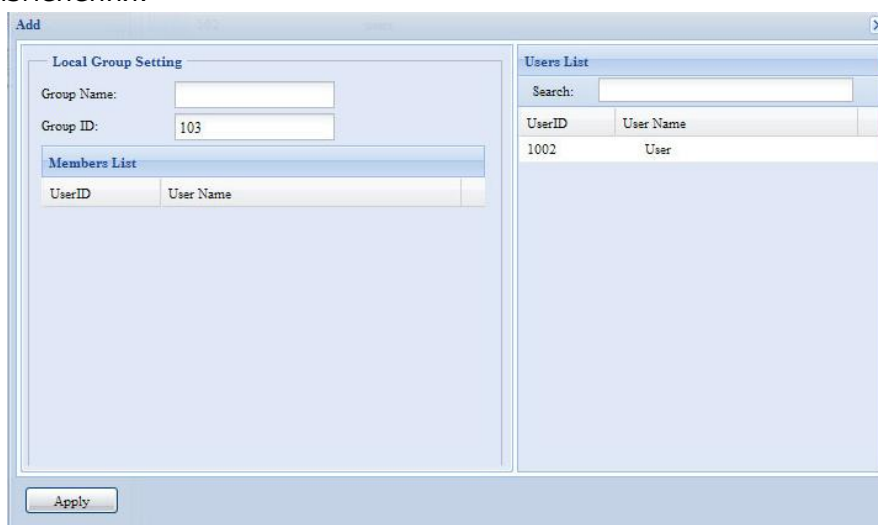 Add
Local Group Setting
Group Name:
Group ID: 103
Members List
UserID User Name
Users List
Search:
UserID User Name
1002 User
Apply